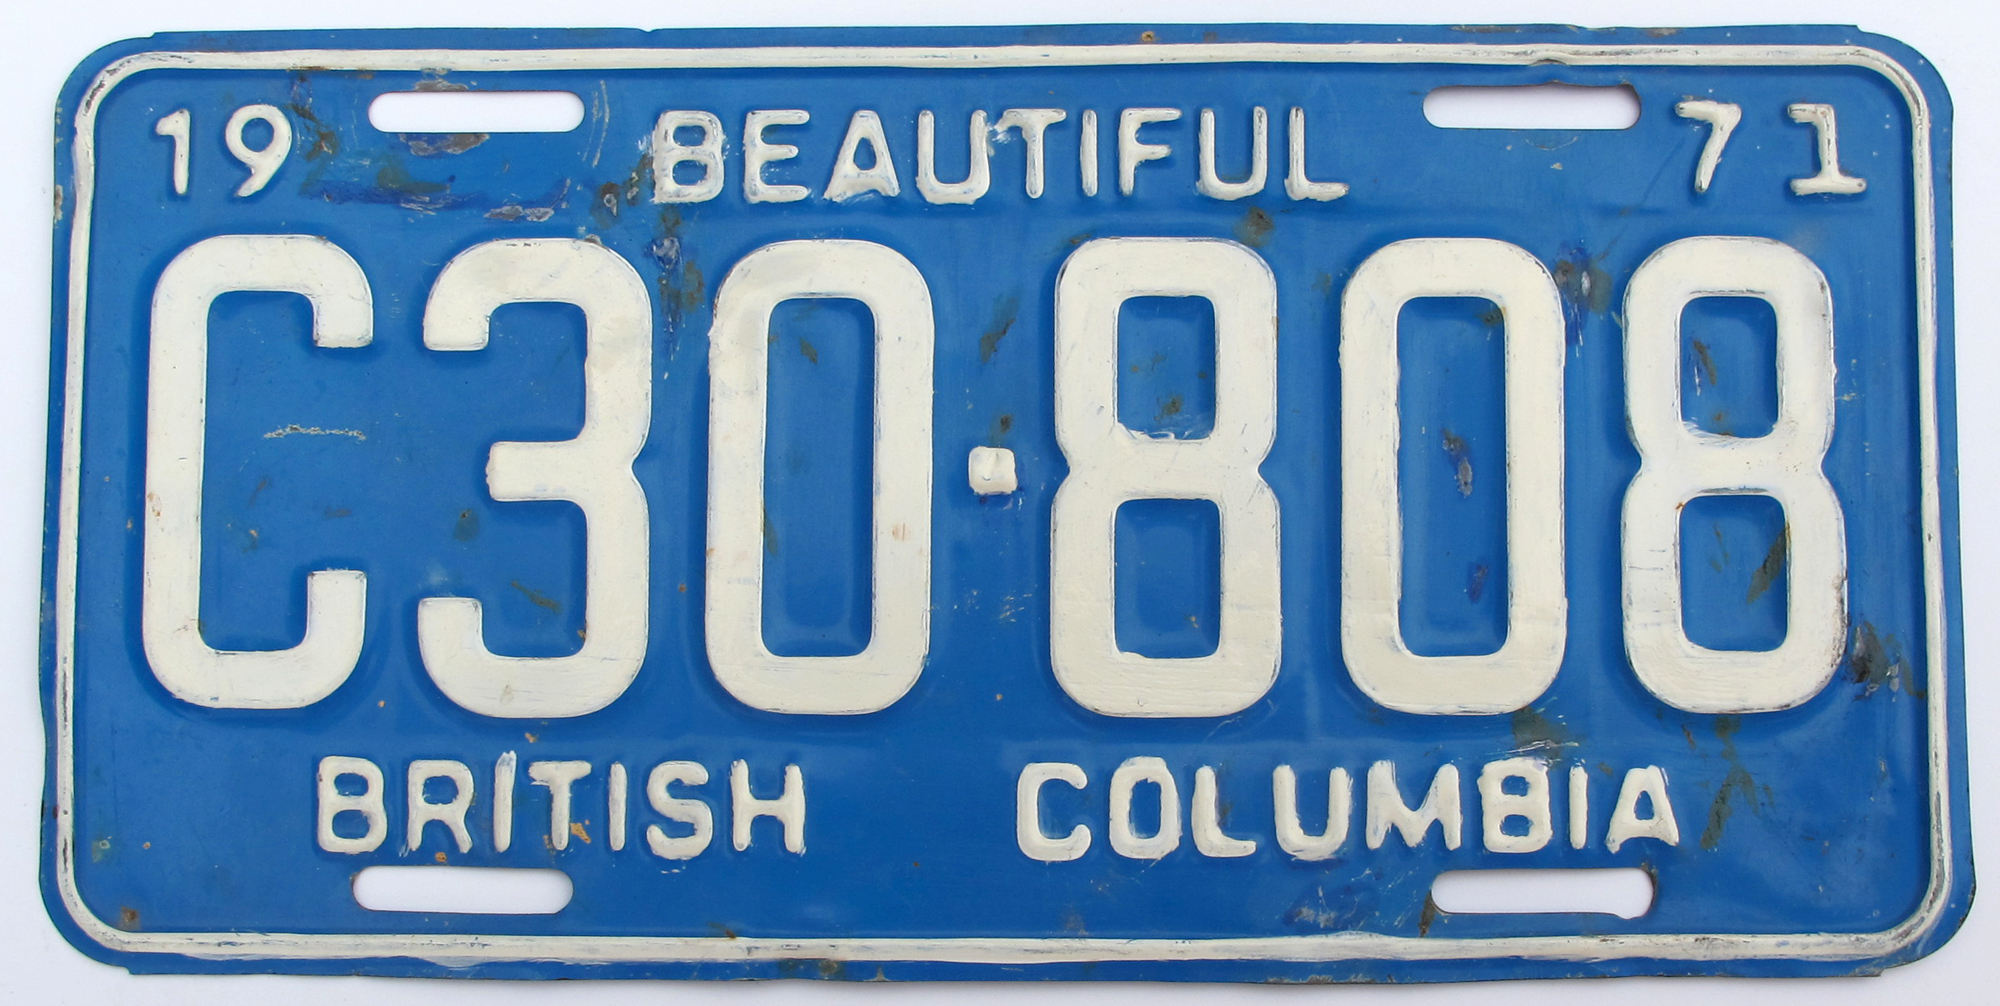 19 BEAUTIFUL 71
C30·808
BRITISH COLUMBIA